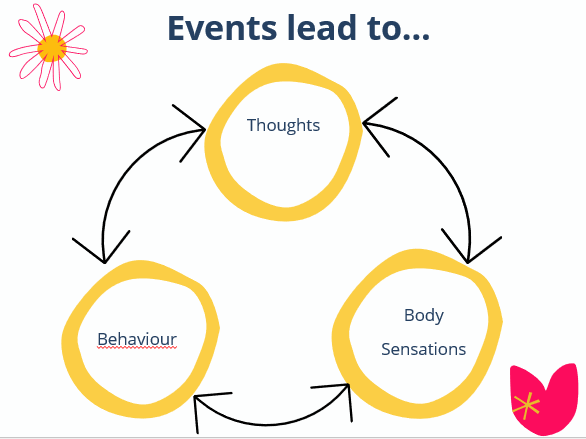 Events lead to...
Thoughts
Body
Sensations
Behaviour